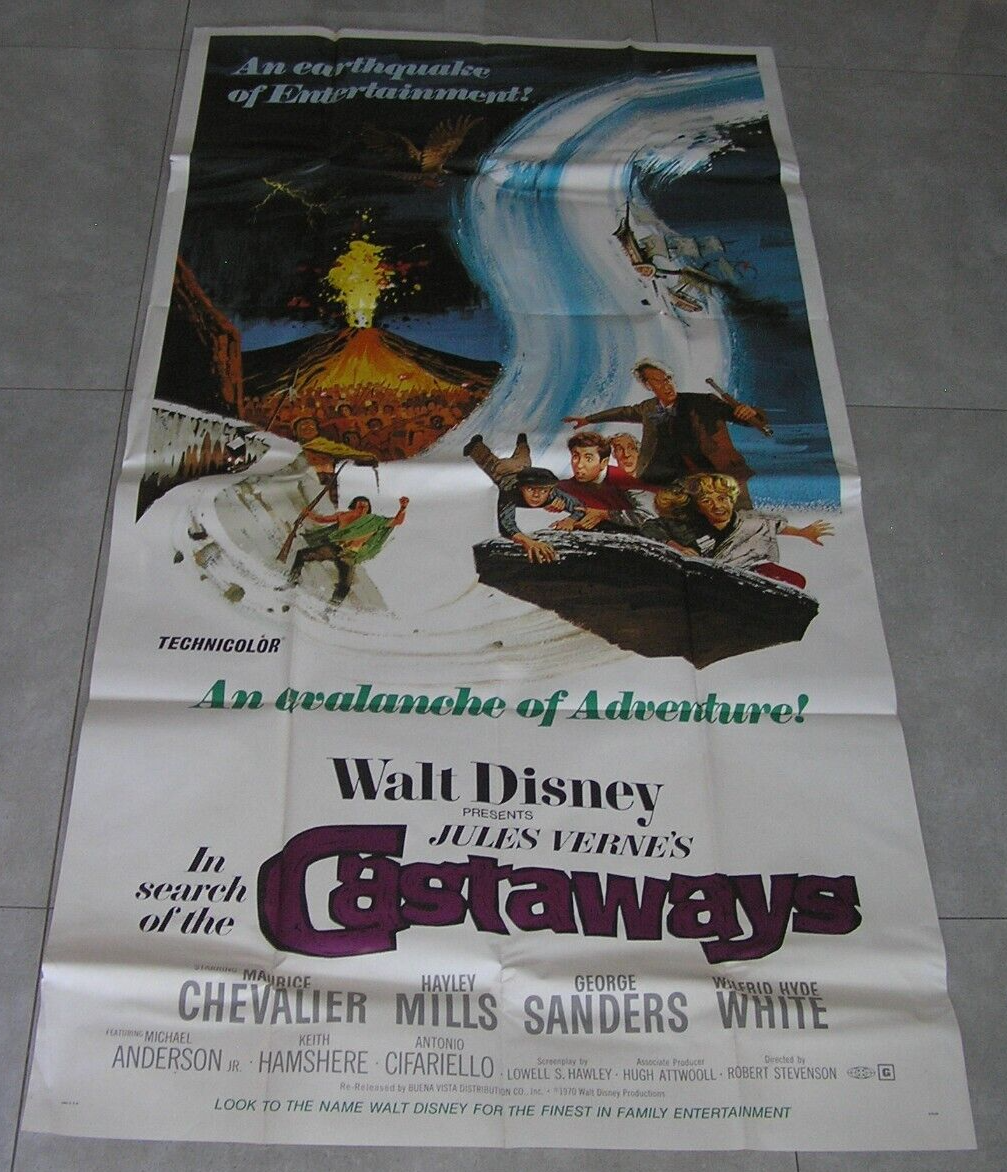 An earthquake
of Entertainment!
TECHNICOLOR
An avalanche of Adventure!
Walt Disney
PRESENTS
JULES VERNE'S
In
search
of the
Castaways
STARRING MAURICE CHEVALIER
HAYLEY MILLS
GEORGE SANDERS
WILFRID HYDE WHITE
FEATURING MICHAEL ANDERSON JR. · KEITH HAMSHERE · ANTONIO CIFARIELLO · Screenplay by LOWELL S. HAWLEY · Associate Producer HUGH ATTWOOLL · Directed by ROBERT STEVENSON
G
Re-Released by BUENA VISTA DISTRIBUTION CO., Inc. · ©1970 Walt Disney Productions
LOOK TO THE NAME WALT DISNEY FOR THE FINEST IN FAMILY ENTERTAINMENT